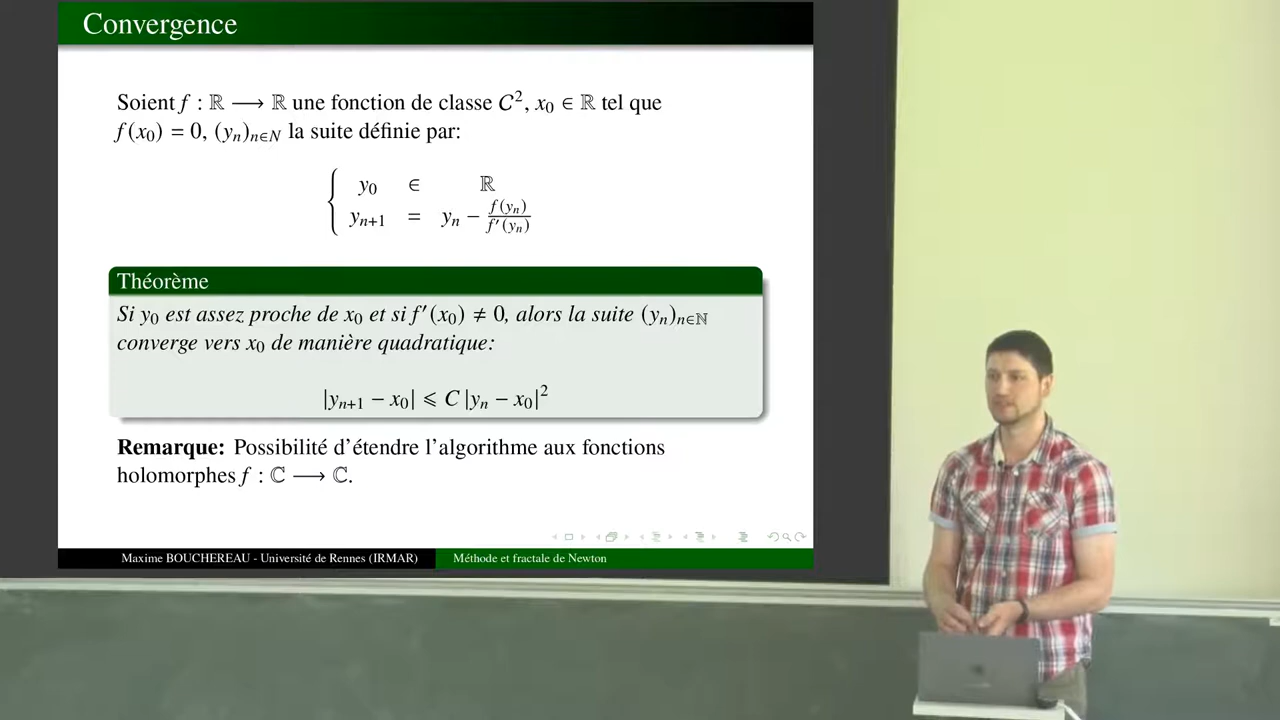 Convergence
Soient f : ℝ ⟶ ℝ une fonction de classe C², x₀ ∈ ℝ tel que
f(x₀) = 0, (yₙ)ₙ∈N la suite définie par:
y₀ ∈ ℝ
yₙ₊₁ = yₙ − f(yₙ)/f′(yₙ)
Théorème
Si y₀ est assez proche de x₀ et si f′(x₀) ≠ 0, alors la suite (yₙ)ₙ∈ℕ
converge vers x₀ de manière quadratique:
|yₙ₊₁ − x₀| ⩽ C |yₙ − x₀|²
Remarque: Possibilité d'étendre l'algorithme aux fonctions
holomorphes f : ℂ ⟶ ℂ.
Maxime BOUCHEREAU - Université de Rennes (IRMAR) Méthode et fractale de Newton